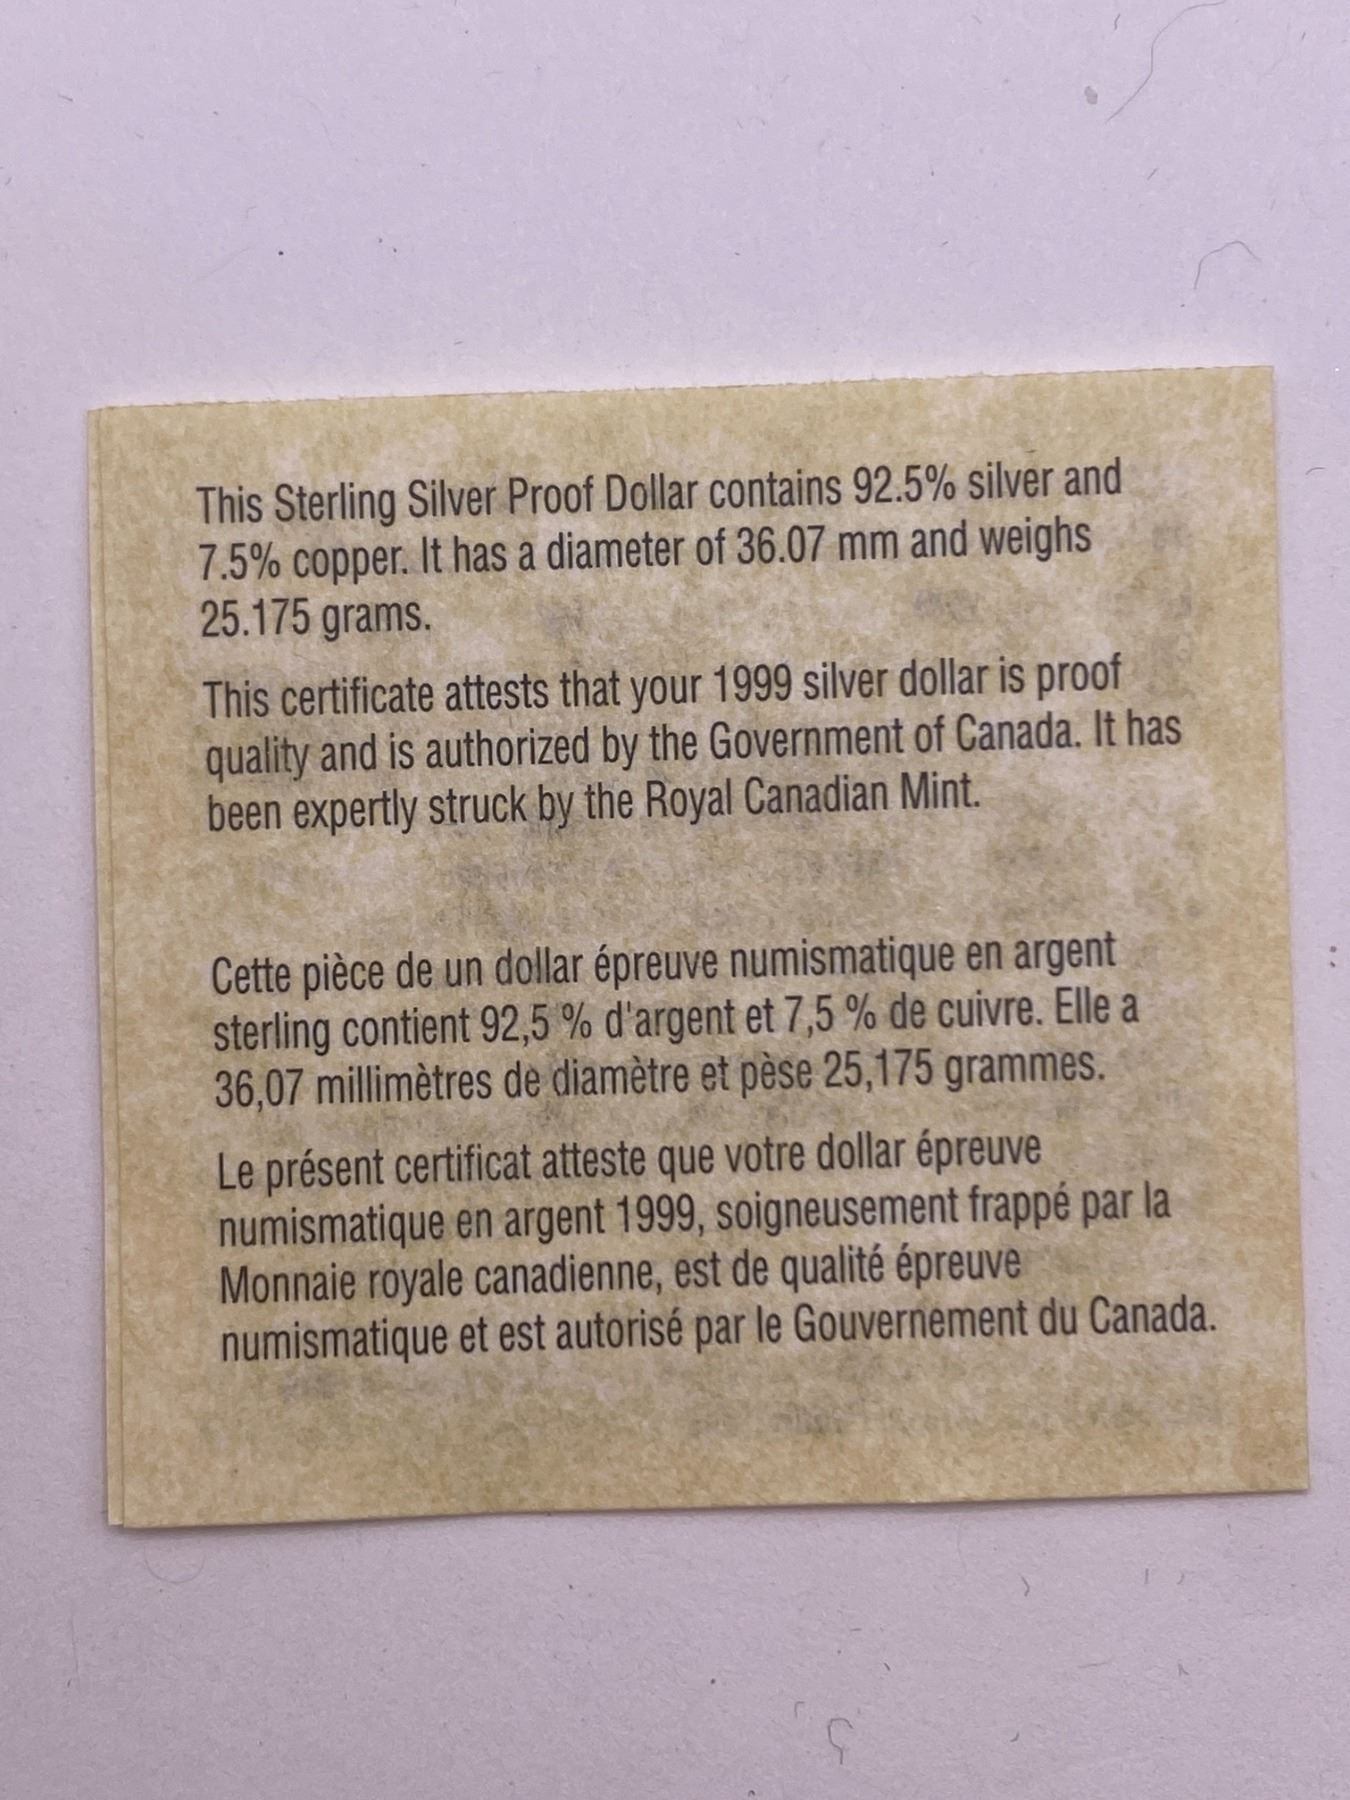 This Sterling Silver Proof Dollar contains 92.5% silver and
7.5% copper. It has a diameter of 36.07 mm and weighs
25.175 grams.
This certificate attests that your 1999 silver dollar is proof
quality and is authorized by the Government of Canada. It has
been expertly struck by the Royal Canadian Mint.
Cette pièce de un dollar épreuve numismatique en argent
sterling contient 92,5 % d'argent et 7,5 % de cuivre. Elle a
36,07 millimètres de diamètre et pèse 25,175 grammes.
Le présent certificat atteste que votre dollar épreuve
numismatique en argent 1999, soigneusement frappé par la
Monnaie royale canadienne, est de qualité épreuve
numismatique et est autorisé par le Gouvernement du Canada.